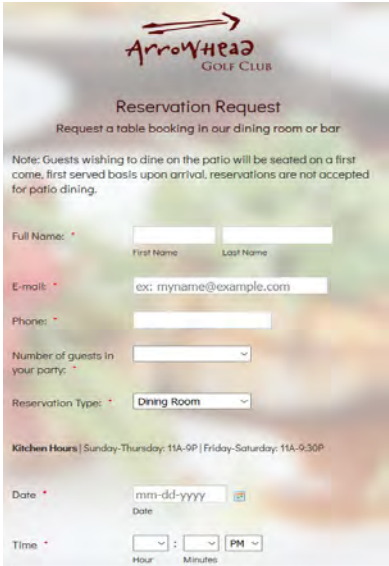 ArrowHead
GOLF CLUB
Reservation Request
Request a table booking in our dining room or bar
Note: Guests wishing to dine on the patio will be seated on a first
come, first served basis upon arrival, reservations are not accepted
for patio dining.
Full Name: *
First Name Last Name
E-mail: * ex: myname@example.com
Phone: *
Number of guests in
your party: *
Reservation Type: * Dining Room
Kitchen Hours | Sunday-Thursday: 11A-9P | Friday-Saturday: 11A-9:30P
Date * mm-dd-yyyy
Date
Time * : PM
Hour Minutes